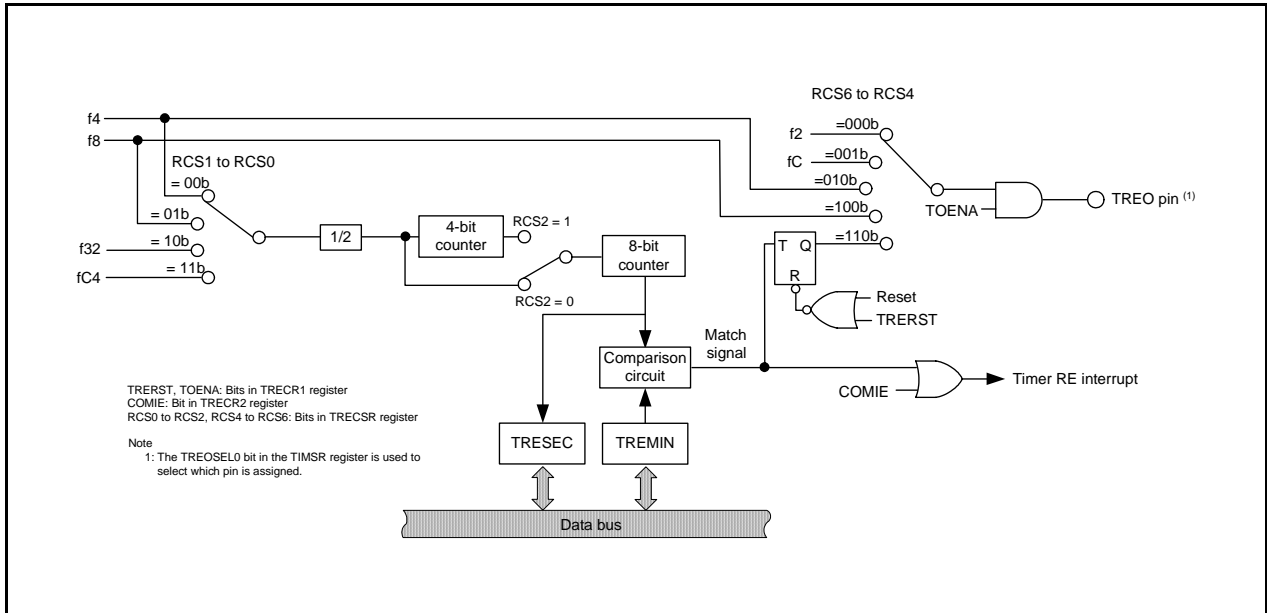 RCS6 to RCS4
f4
f8
f2
=000b
RCS1 to RCS0
fC
=001b
= 00b
=010b
TREO pin (1)
TOENA
= 01b
=100b
4-bit
counter
RCS2 = 1
1/2
8-bit
counter
f32
= 10b
T Q
R
=110b
fC4
= 11b
RCS2 = 0
Reset
TRERST
Match
signal
Comparison
circuit
Timer RE interrupt
COMIE
TRERST, TOENA: Bits in TRECR1 register
COMIE: Bit in TRECR2 register
RCS0 to RCS2, RCS4 to RCS6: Bits in TRECSR register
Note
1: The TREOSEL0 bit in the TIMSR register is used to
select which pin is assigned.
TRESEC
TREMIN
Data bus